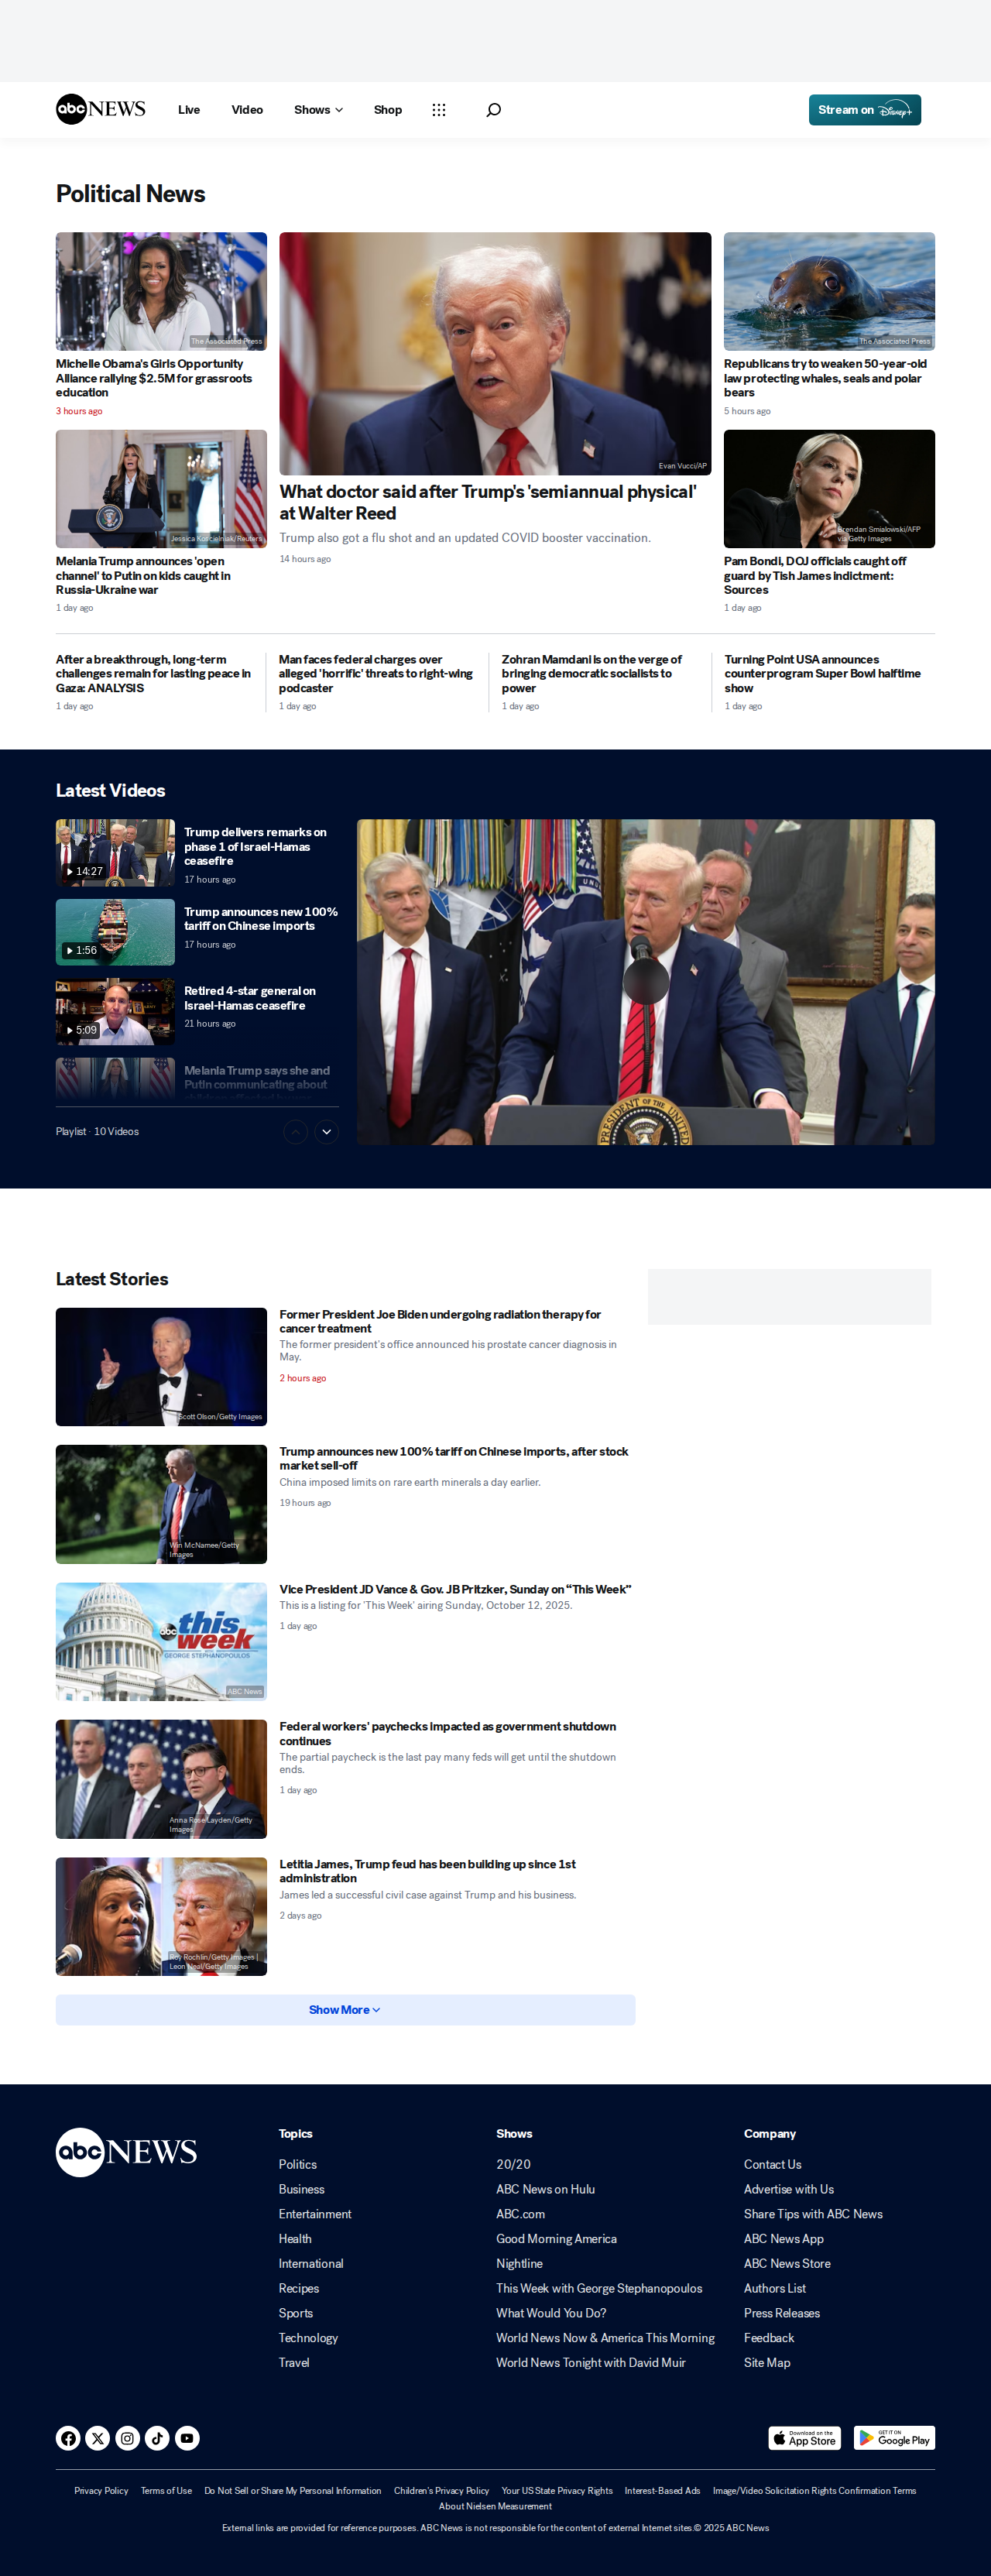 abc NEWS
Live
Video
Shows
Shop
Stream on Disney+
Political News
The Associated Press
Michelle Obama's Girls Opportunity
Alliance rallying $2.5M for grassroots
education
3 hours ago
Jessica Koscielniak/Reuters
Melania Trump announces 'open
channel' to Putin on kids caught in
Russia-Ukraine war
1 day ago
Evan Vucci/AP
What doctor said after Trump's 'semiannual physical'
at Walter Reed
Trump also got a flu shot and an updated COVID booster vaccination.
14 hours ago
The Associated Press
Republicans try to weaken 50-year-old
law protecting whales, seals and polar
bears
5 hours ago
Brendan Smialowski/AFP
via Getty Images
Pam Bondi, DOJ officials caught off
guard by Tish James indictment:
Sources
1 day ago
After a breakthrough, long-term
challenges remain for lasting peace in
Gaza: ANALYSIS
1 day ago
Man faces federal charges over
alleged 'horrific' threats to right-wing
podcaster
1 day ago
Zohran Mamdani is on the verge of
bringing democratic socialists to
power
1 day ago
Turning Point USA announces
counterprogram Super Bowl halftime
show
1 day ago
Latest Videos
14:27
Trump delivers remarks on
phase 1 of Israel-Hamas
ceasefire
17 hours ago
1:56
Trump announces new 100%
tariff on Chinese imports
17 hours ago
5:09
Retired 4-star general on
Israel-Hamas ceasefire
21 hours ago
Melania Trump says she and
Putin communicating about
Playlist · 10 Videos
Latest Stories
Scott Olson/Getty Images
Former President Joe Biden undergoing radiation therapy for
cancer treatment
The former president's office announced his prostate cancer diagnosis in
May.
2 hours ago
Win McNamee/Getty
Images
Trump announces new 100% tariff on Chinese imports, after stock
market sell-off
China imposed limits on rare earth minerals a day earlier.
19 hours ago
abc this
week
GEORGE STEPHANOPOULOS
ABC News
Vice President JD Vance & Gov. JB Pritzker, Sunday on “This Week”
This is a listing for 'This Week' airing Sunday, October 12, 2025.
1 day ago
Anna Rose Layden/Getty
Images
Federal workers' paychecks impacted as government shutdown
continues
The partial paycheck is the last pay many feds will get until the shutdown
ends.
1 day ago
Roy Rochlin/Getty Images |
Leon Neal/Getty Images
Letitia James, Trump feud has been building up since 1st
administration
James led a successful civil case against Trump and his business.
2 days ago
Show More
abc NEWS
Topics
Politics
Business
Entertainment
Health
International
Recipes
Sports
Technology
Travel
Shows
20/20
ABC News on Hulu
ABC.com
Good Morning America
Nightline
This Week with George Stephanopoulos
What Would You Do?
World News Now & America This Morning
World News Tonight with David Muir
Company
Contact Us
Advertise with Us
Share Tips with ABC News
ABC News App
ABC News Store
Authors List
Press Releases
Feedback
Site Map
Download on the
App Store
GET IT ON
Google Play
Privacy Policy
Terms of Use
Do Not Sell or Share My Personal Information
Children's Privacy Policy
Your US State Privacy Rights
Interest-Based Ads
Image/Video Solicitation Rights Confirmation Terms
About Nielsen Measurement
External links are provided for reference purposes. ABC News is not responsible for the content of external Internet sites.© 2025 ABC News